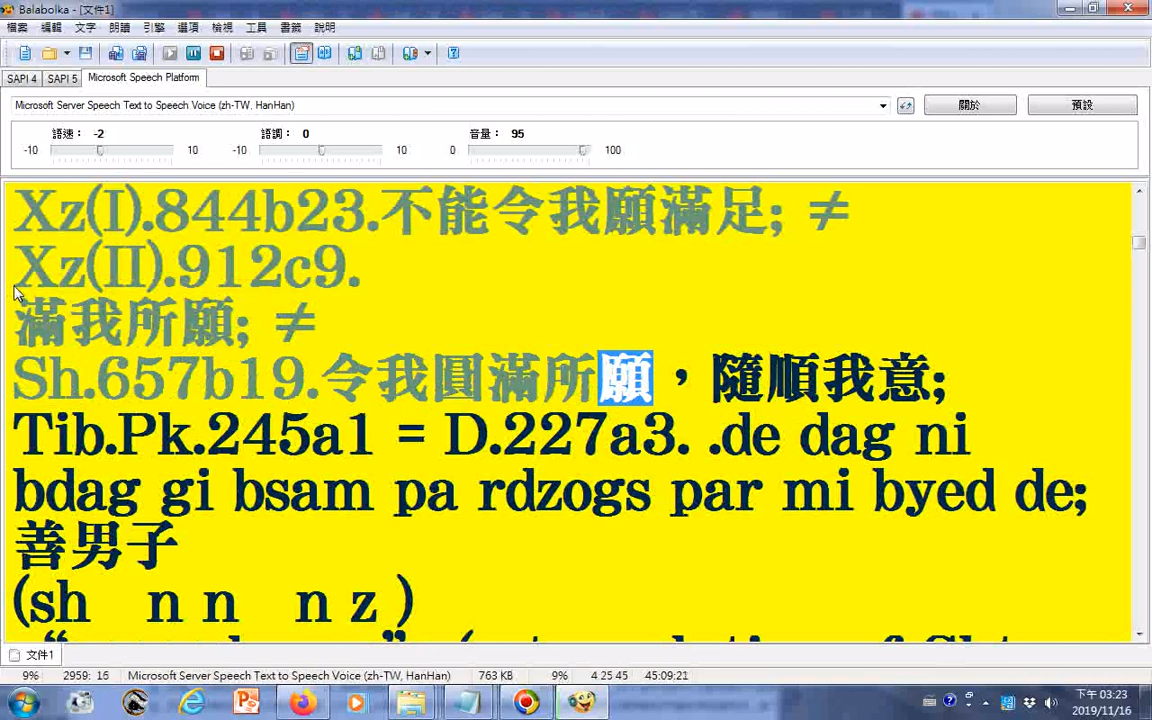 Balabolka - [文件1]
檔案 編輯 文字 朗讀 引擎 選項 檢視 工具 書籤 說明
SAPI 4 SAPI 5 Microsoft Speech Platform
Microsoft Server Speech Text to Speech Voice (zh-TW, HanHan) 關於 預設
語速： -2 語調： 0 音量： 95
-10 10 -10 10 0 100
Xz(I).844b23.不能令我願滿足; ≠
Xz(II).912c9.
滿我所願; ≠
Sh.657b19.令我圓滿所願，隨順我意;
Tib.Pk.245a1 = D.227a3. .de dag ni
bdag gi bsam pa rdzogs par mi byed de;
善男子
(sh n n n z )
文件1
9% 2959: 16 Microsoft Server Speech Text to Speech Voice (zh-TW, HanHan) 763 KB 9% 4.25 45 45:09:21
下午 03:23
2019/11/16